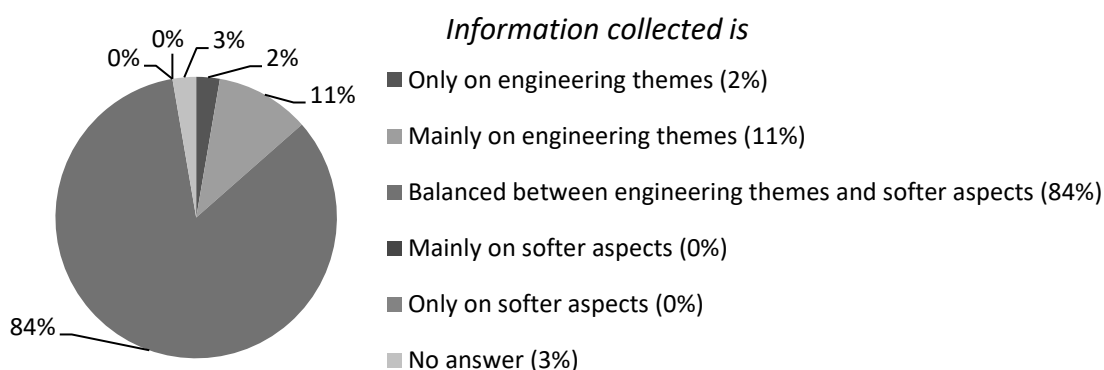 Information collected is
0%
3%
0%
2%
11%
84%
Only on engineering themes (2%)
Mainly on engineering themes (11%)
Balanced between engineering themes and softer aspects (84%)
Mainly on softer aspects (0%)
Only on softer aspects (0%)
No answer (3%)